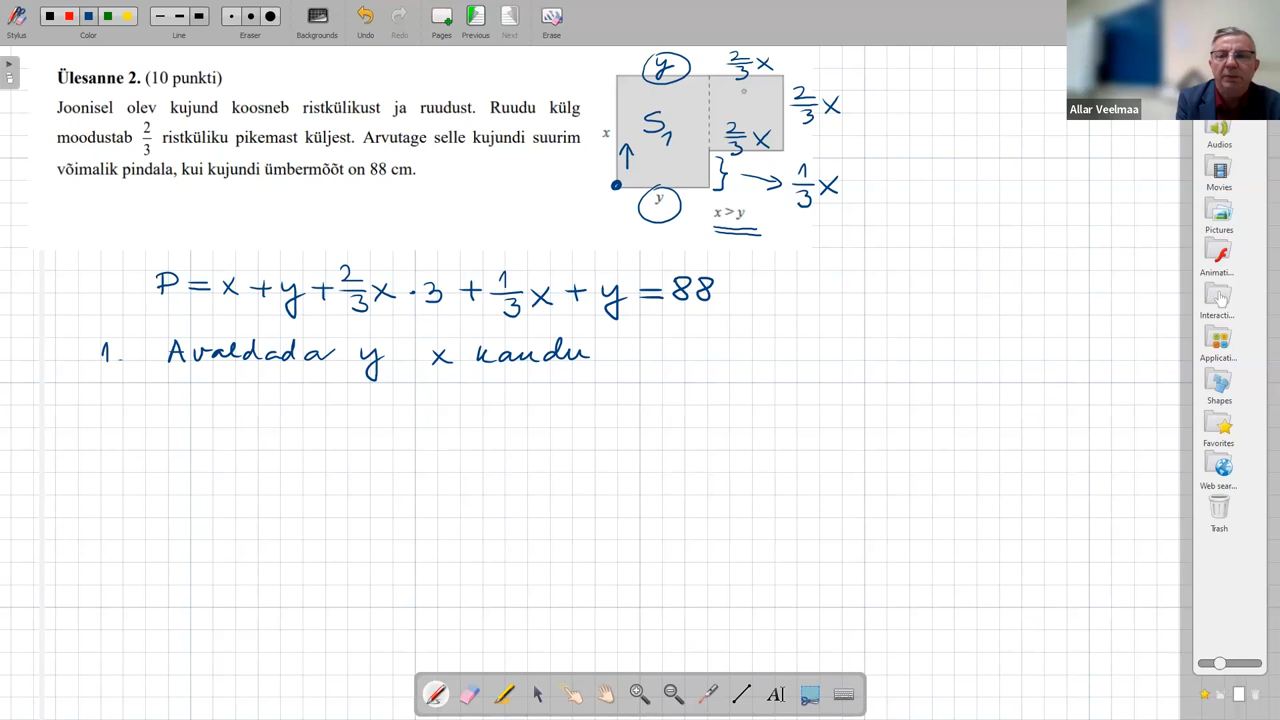 Stylus
Color
Line
Eraser
Backgrounds
Undo
Redo
Pages
Previous
Next
Erase
Allar Veelmaa
Ülesanne 2. (10 punkti)
Joonisel olev kujund koosneb ristkülikust ja ruudust. Ruudu külg
moodustab 2/3 ristküliku pikemast küljest. Arvutage selle kujundi suurim
võimalik pindala, kui kujundi ümbermõõt on 88 cm.
y
2/3 x
x
S1
2/3 x
2/3 x
1/3 x
y
x > y
P = x + y + 2/3 x · 3 + 1/3 x + y = 88
1. Avaldada y x kaudu
Audios
Movies
Pictures
Animati...
Interacti...
Applicati...
Shapes
Favorites
Web sear...
Trash